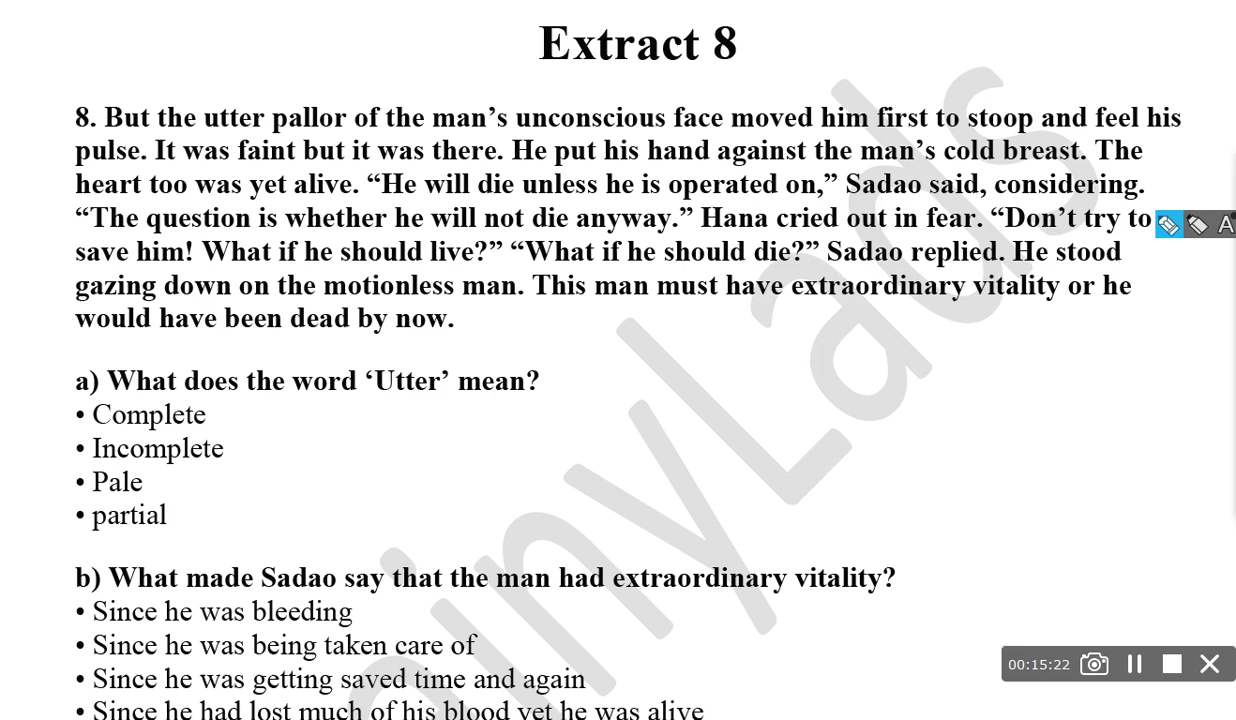 Extract 8
8. But the utter pallor of the man’s unconscious face moved him first to stoop and feel his
pulse. It was faint but it was there. He put his hand against the man’s cold breast. The
heart too was yet alive. “He will die unless he is operated on,” Sadao said, considering.
“The question is whether he will not die anyway.” Hana cried out in fear. “Don’t try to
save him! What if he should live?” “What if he should die?” Sadao replied. He stood
gazing down on the motionless man. This man must have extraordinary vitality or he
would have been dead by now.
a) What does the word ‘Utter’ mean?
• Complete
• Incomplete
• Pale
• partial
b) What made Sadao say that the man had extraordinary vitality?
• Since he was bleeding
• Since he was being taken care of
• Since he was getting saved time and again
• Since he had lost much of his blood yet he was alive
A
00:15:22
ainyLads